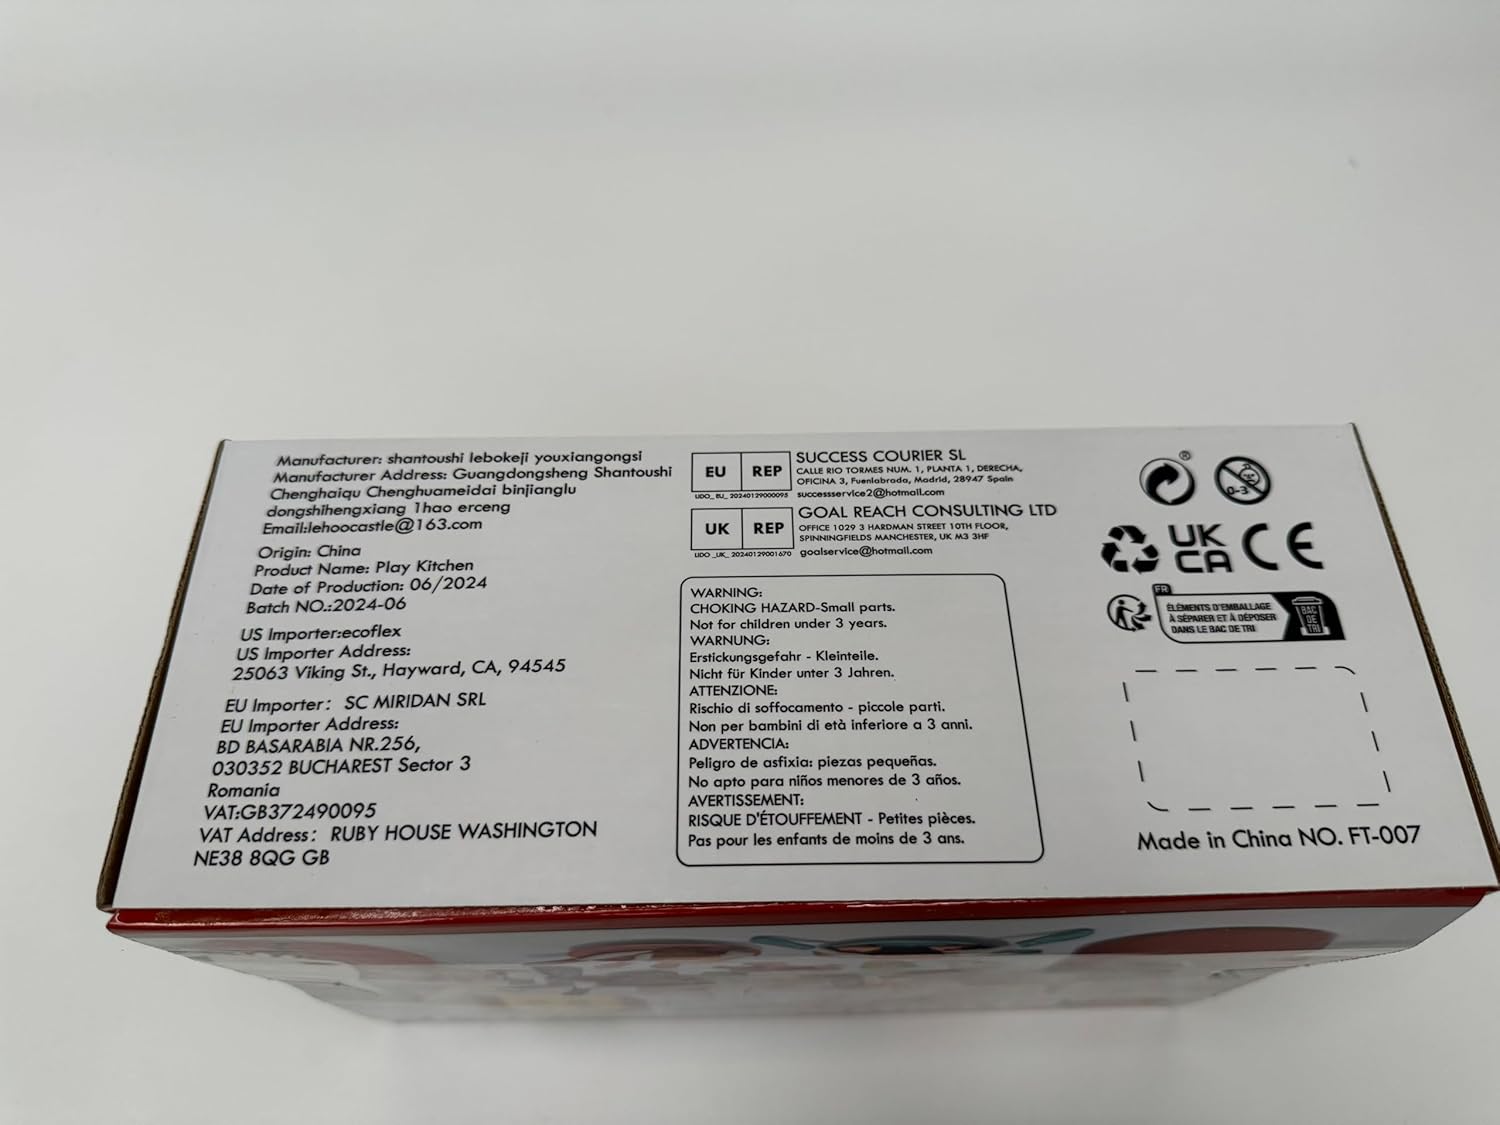 Manufacturer: shantoushi lebokeji youxiangongsi
Manufacturer Address: Guangdongsheng Shantoushi
Chenghaiqu Chenghuameidai binjianglu
dongshihengxiang 1hao erceng
Email:lehoocastle@163.com
Origin: China
Product Name: Play Kitchen
Date of Production: 06/2024
Batch NO.:2024-06
US Importer:ecoflex
US Importer Address:
25063 Viking St., Hayward, CA, 94545
EU Importer: SC MIRIDAN SRL
EU Importer Address:
BD BASARABIA NR.256,
030352 BUCHAREST Sector 3
Romania
VAT:GB372490095
VAT Address: RUBY HOUSE WASHINGTON
NE38 8QG GB
EU REP
UDO_EU_20240129000095
SUCCESS COURIER SL
CALLE RIO TORMES NUM. 1, PLANTA 1, DERECHA,
OFICINA 3, Fuenlabrada, Madrid, 28947 Spain
successservice2@hotmail.com
UK REP
UDO_UK_20240129001670
GOAL REACH CONSULTING LTD
OFFICE 1029 3 HARDMAN STREET 10TH FLOOR,
SPINNINGFIELDS MANCHESTER, UK M3 3HF
goalservice@hotmail.com
WARNING:
CHOKING HAZARD-Small parts.
Not for children under 3 years.
WARNUNG:
Erstickungsgefahr - Kleinteile.
Nicht für Kinder unter 3 Jahren.
ATTENZIONE:
Rischio di soffocamento - piccole parti.
Non per bambini di età inferiore a 3 anni.
ADVERTENCIA:
Peligro de asfixia: piezas pequeñas.
No apto para niños menores de 3 años.
AVERTISSEMENT:
RISQUE D'ÉTOUFFEMENT - Petites pièces.
Pas pour les enfants de moins de 3 ans.
®
0-3
UK
CA
CE
FR
ÉLÉMENTS D'EMBALLAGE
À SÉPARER ET À DÉPOSER
DANS LE BAC DE TRI
BAC
DE
TRI
Made in China NO. FT-007